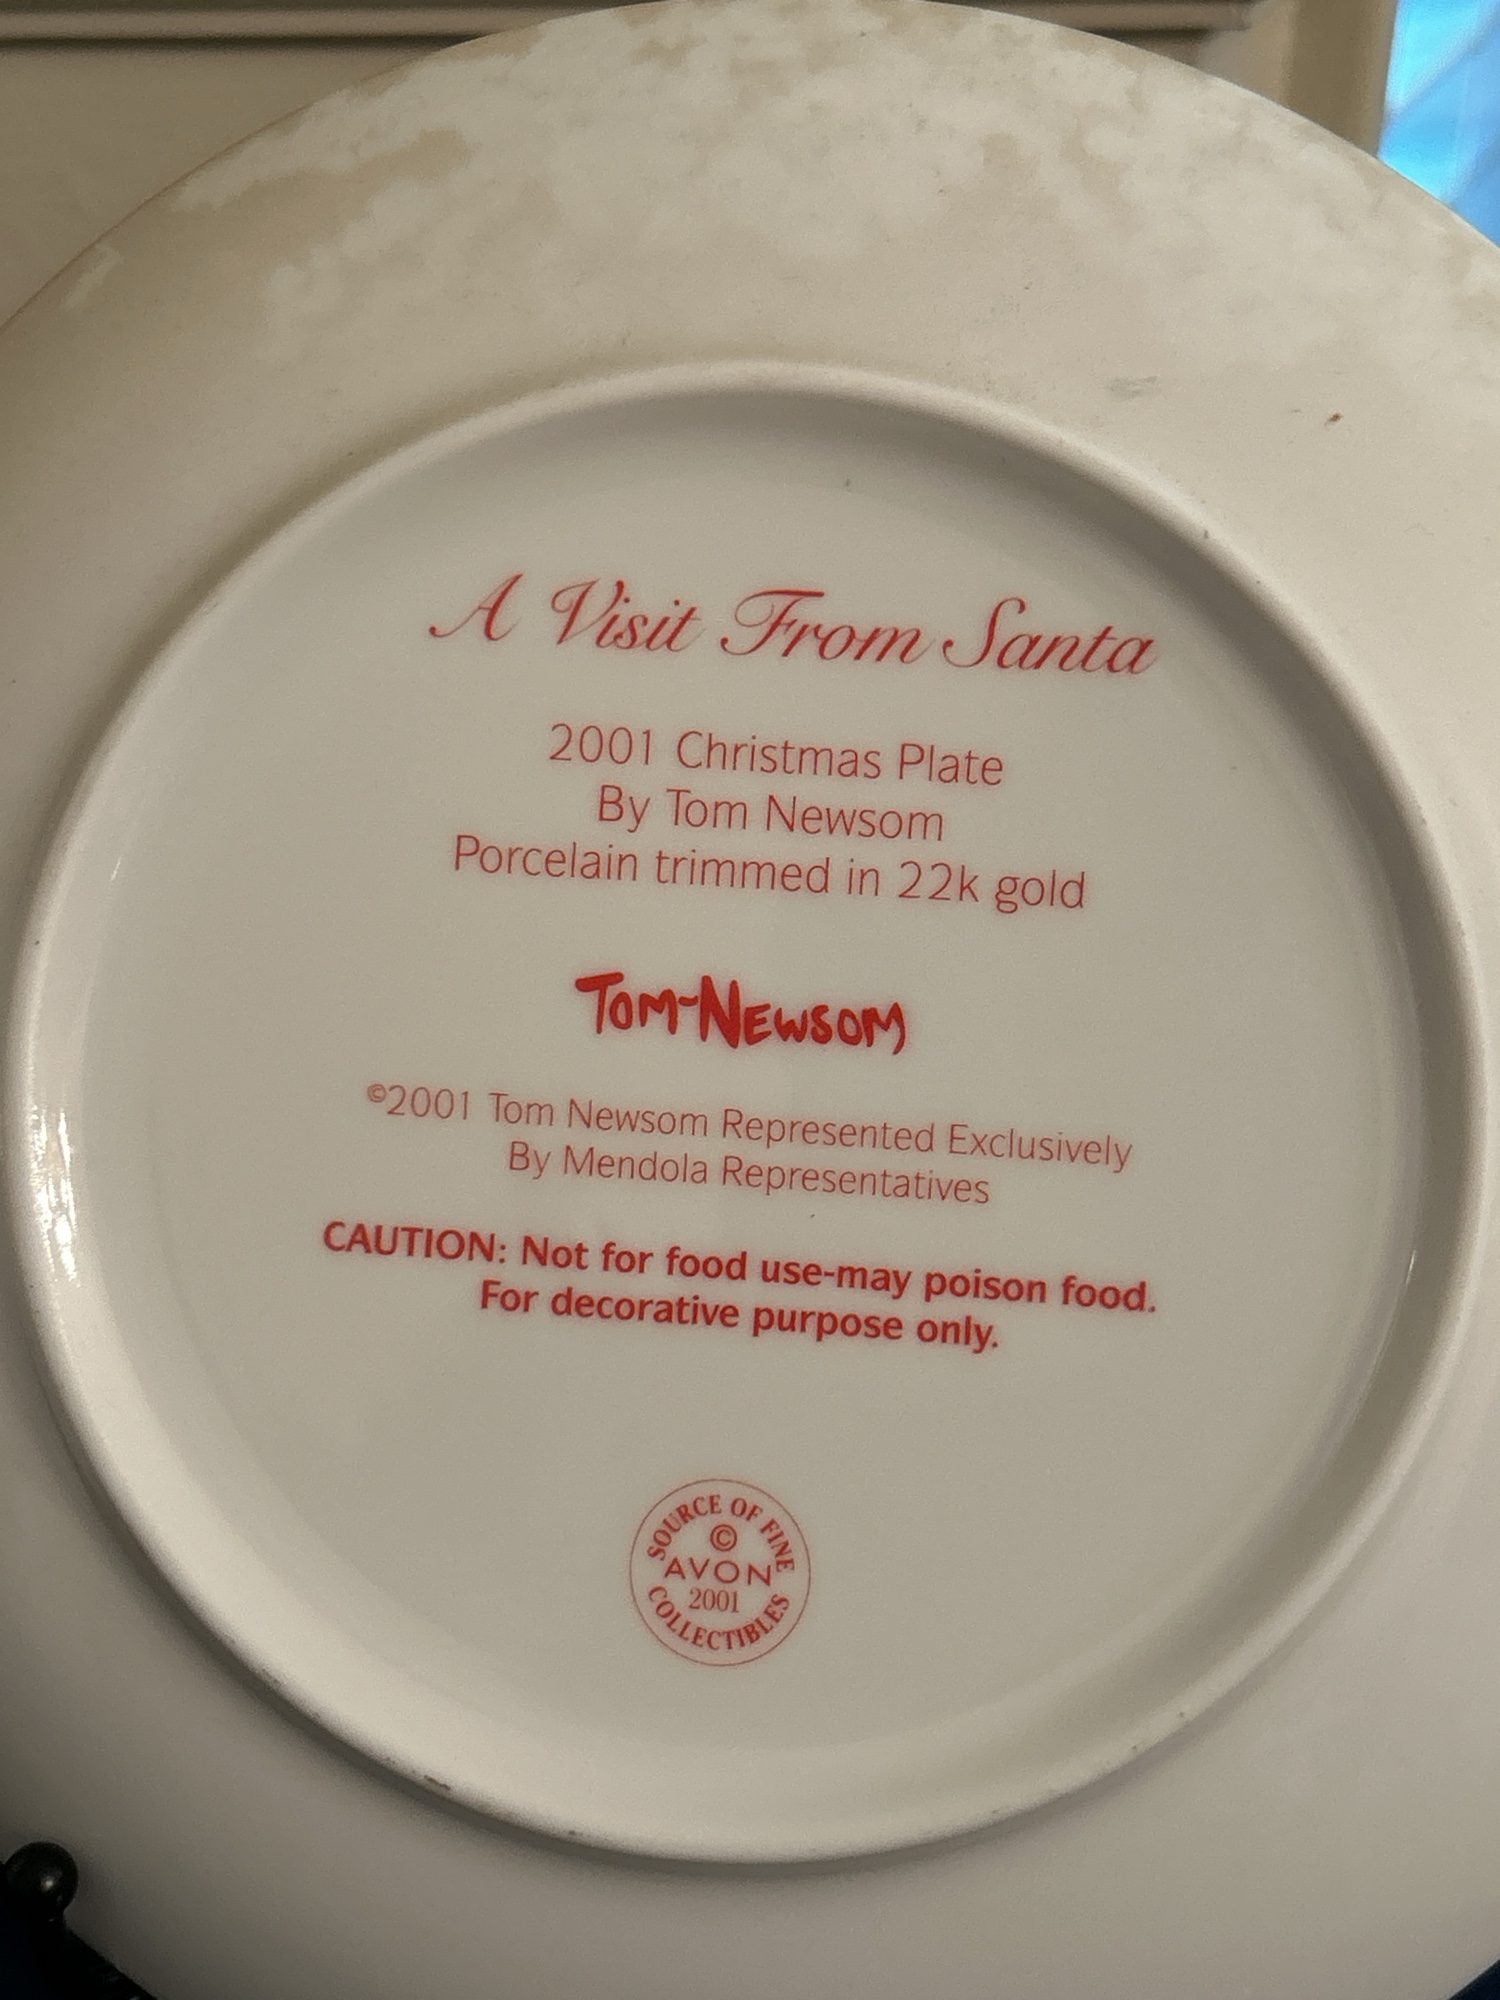 A Visit From Santa
2001 Christmas Plate
By Tom Newsom
Porcelain trimmed in 22k gold
TOM-NEWSOM
©2001 Tom Newsom Represented Exclusively
By Mendola Representatives
CAUTION: Not for food use-may poison food.
For decorative purpose only.
SOURCE OF FINE
©
AVON
2001
COLLECTIBLES